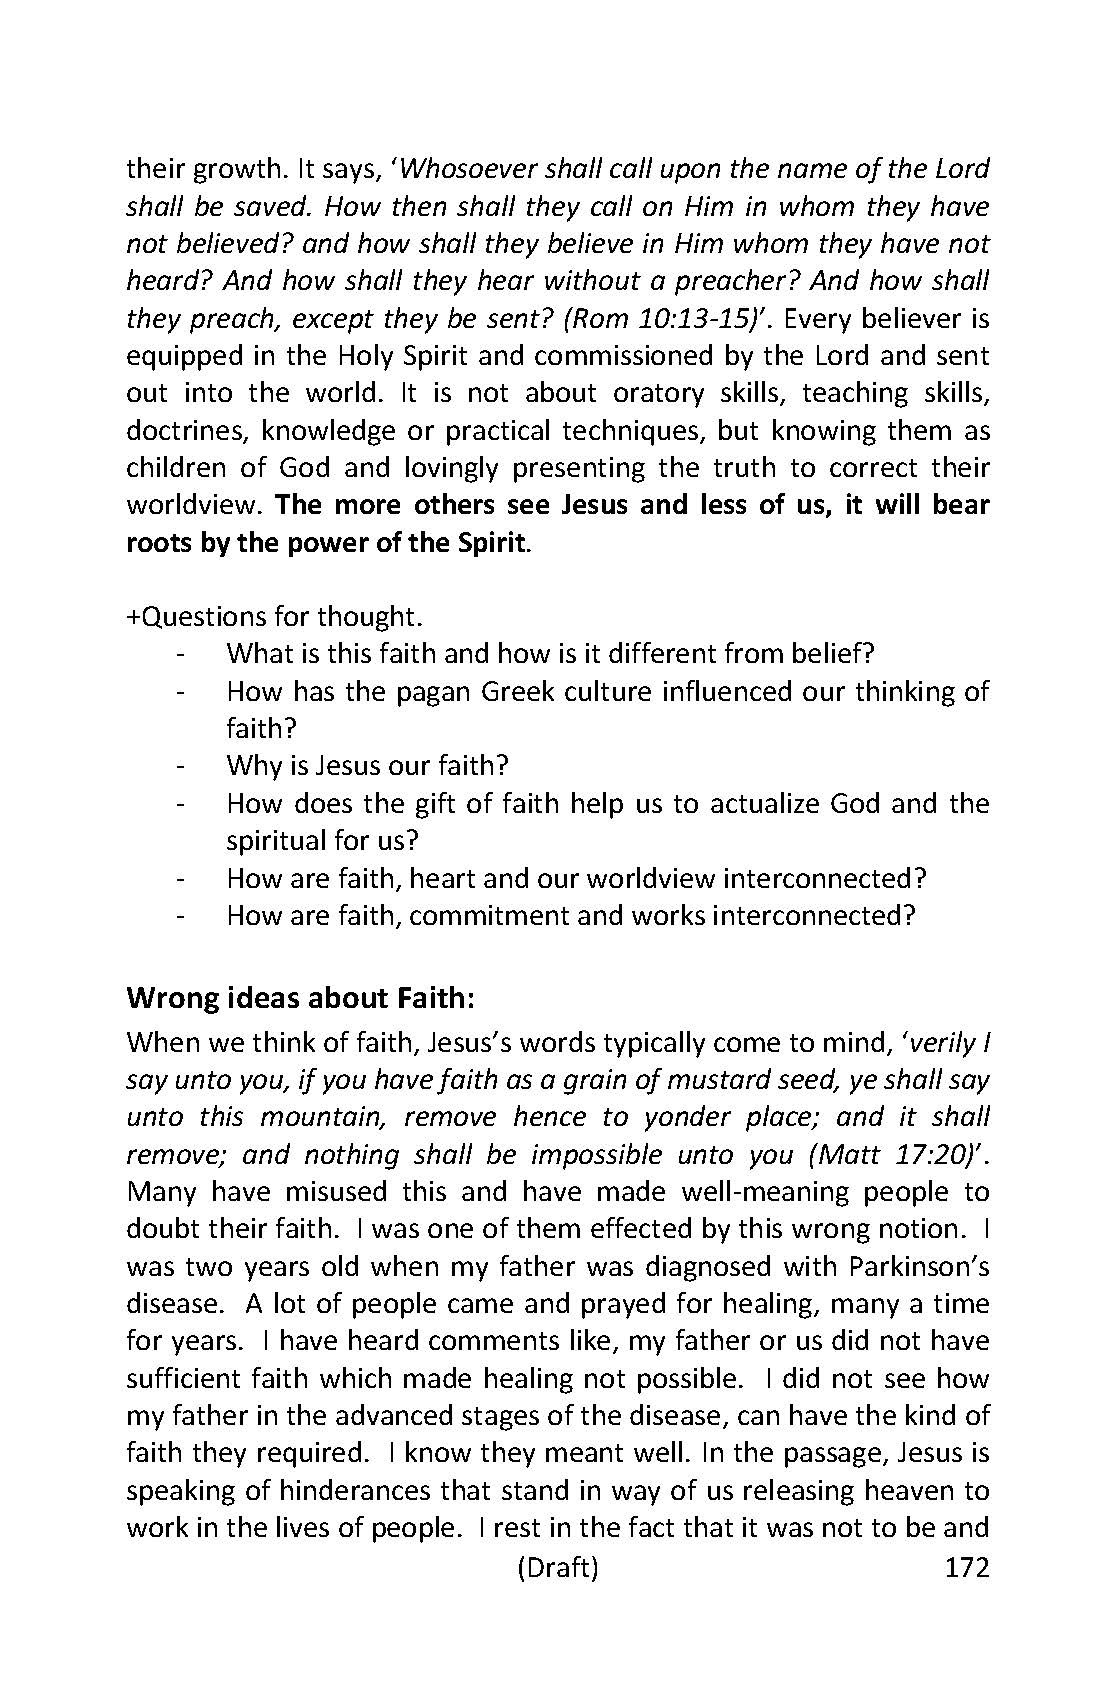 their growth. It says, ‘Whosoever shall call upon the name of the Lord
shall be saved. How then shall they call on Him in whom they have
not believed? and how shall they believe in Him whom they have not
heard? And how shall they hear without a preacher? And how shall
they preach, except they be sent? (Rom 10:13-15)’. Every believer is
equipped in the Holy Spirit and commissioned by the Lord and sent
out into the world. It is not about oratory skills, teaching skills,
doctrines, knowledge or practical techniques, but knowing them as
children of God and lovingly presenting the truth to correct their
worldview. The more others see Jesus and less of us, it will bear
roots by the power of the Spirit.
+Questions for thought.
- What is this faith and how is it different from belief?
- How has the pagan Greek culture influenced our thinking of
faith?
- Why is Jesus our faith?
- How does the gift of faith help us to actualize God and the
spiritual for us?
- How are faith, heart and our worldview interconnected?
- How are faith, commitment and works interconnected?
Wrong ideas about Faith:
When we think of faith, Jesus’s words typically come to mind, ‘verily I
say unto you, if you have faith as a grain of mustard seed, ye shall say
unto this mountain, remove hence to yonder place; and it shall
remove; and nothing shall be impossible unto you (Matt 17:20)’.
Many have misused this and have made well-meaning people to
doubt their faith.  I was one of them effected by this wrong notion.  I
was two years old when my father was diagnosed with Parkinson’s
disease.  A lot of people came and prayed for healing, many a time
for years.  I have heard comments like, my father or us did not have
sufficient faith which made healing not possible.  I did not see how
my father in the advanced stages of the disease, can have the kind of
faith they required.  I know they meant well. In the passage, Jesus is
speaking of hinderances that stand in way of us releasing heaven to
work in the lives of people.  I rest in the fact that it was not to be and
(Draft) 172